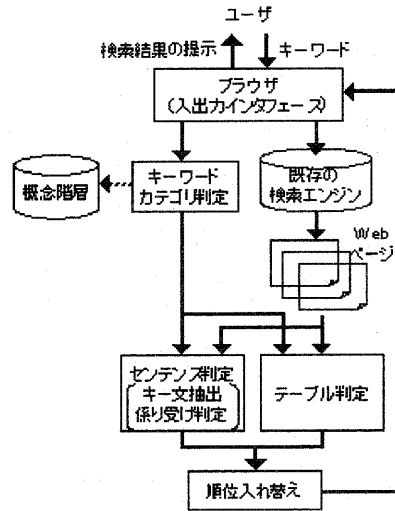 ユーザ
検索結果の提示
キーワード
ブラウザ
(入出力インタフェース)
概念階層
キーワード
カテゴリ判定
既存の
検索エンジン
Web
ページ
センテンス判定
キー文抽出
係り受け判定
テーブル判定
順位入れ替え